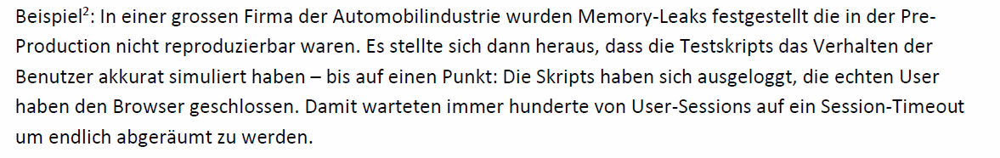 Beispiel²: In einer grossen Firma der Automobilindustrie wurden Memory-Leaks festgestellt die in der Pre-
Production nicht reproduzierbar waren. Es stellte sich dann heraus, dass die Testskripts das Verhalten der
Benutzer akkurat simuliert haben – bis auf einen Punkt: Die Skripts haben sich ausgeloggt, die echten User
haben den Browser geschlossen. Damit warteten immer hunderte von User-Sessions auf ein Session-Timeout
um endlich abgeräumt zu werden.